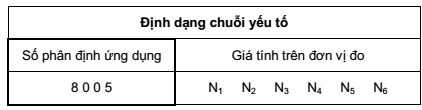 Định dạng chuỗi yếu tố
Số phân định ứng dụng Giá tính trên đơn vị đo
8 0 0 5 N₁ N₂ N₃ N₄ N₅ N₆